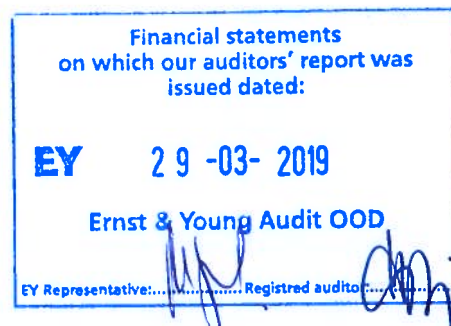 Financial statements
on which our auditors' report was
issued dated:
EY 29 -03- 2019
Ernst & Young Audit OOD
EY Representative:.................... Registred auditor:....................